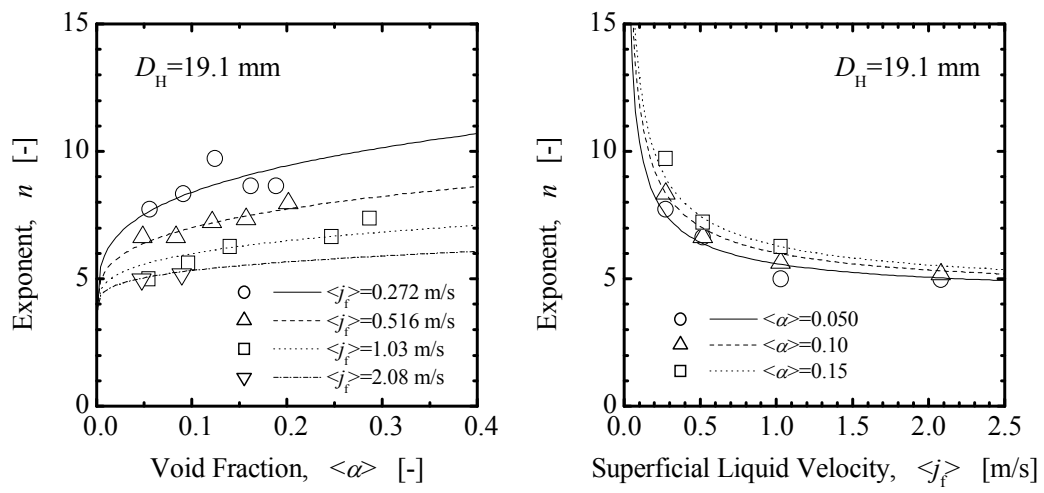 15
10
5
0
0.0 0.1 0.2 0.3 0.4
Exponent, n [-]
Void Fraction, <α> [-]
D_H=19.1 mm
<j_f>=0.272 m/s
<j_f>=0.516 m/s
<j_f>=1.03 m/s
<j_f>=2.08 m/s
15
10
5
0
0.0 0.5 1.0 1.5 2.0 2.5
Exponent, n [-]
Superficial Liquid Velocity, <j_f> [m/s]
D_H=19.1 mm
<α>=0.050
<α>=0.10
<α>=0.15